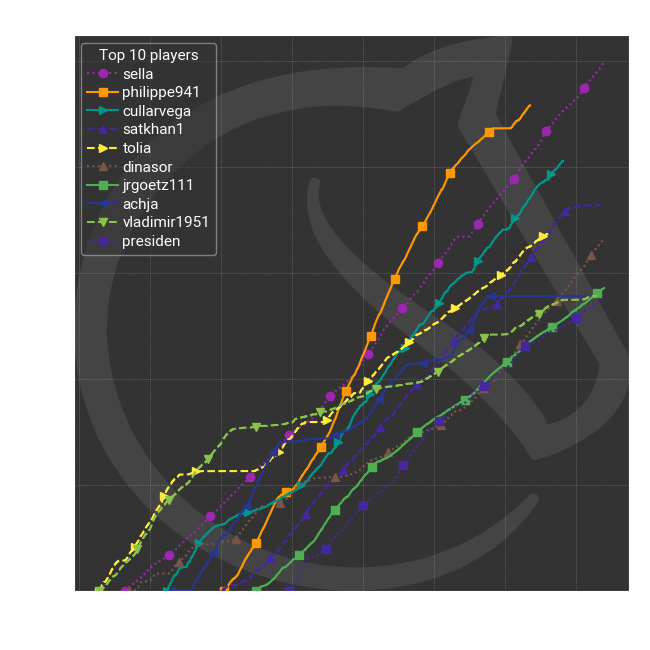 Top 10 players
sella
philippe941
cullarvega
satkhan1
tolia
dinasor
jrgoetz111
achja
vladimir1951
presiden